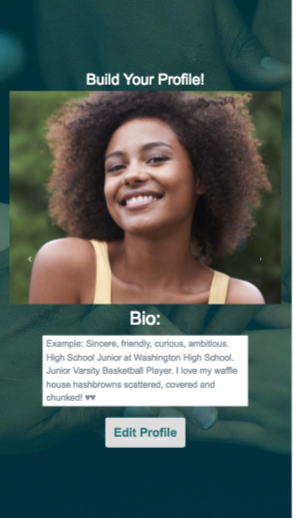 Build Your Profile!
Bio:
Example: Sincere, friendly, curious, ambitious.
High School Junior at Washington High School.
Junior Varsity Basketball Player. I love my waffle
house hashbrowns scattered, covered and
chunked! ♥♥
Edit Profile